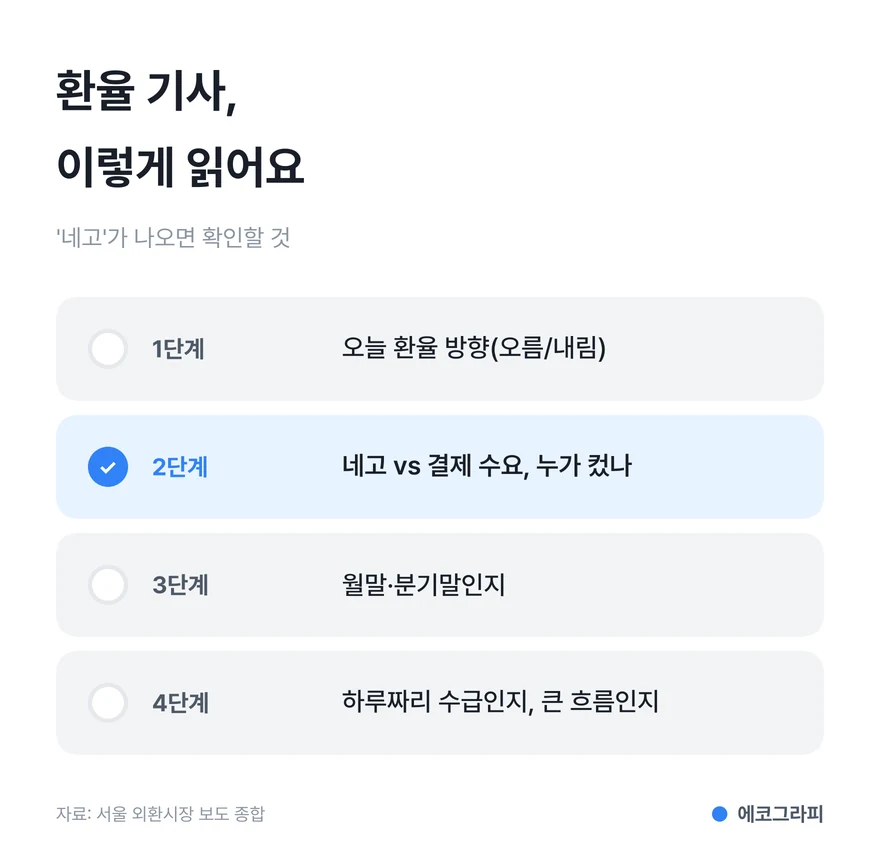 환율 기사,
이렇게 읽어요
'네고'가 나오면 확인할 것
1단계 오늘 환율 방향(오름/내림)
2단계 네고 vs 결제 수요, 누가 컸나
3단계 월말·분기말인지
4단계 하루짜리 수급인지, 큰 흐름인지
자료: 서울 외환시장 보도 종합
에코그라피